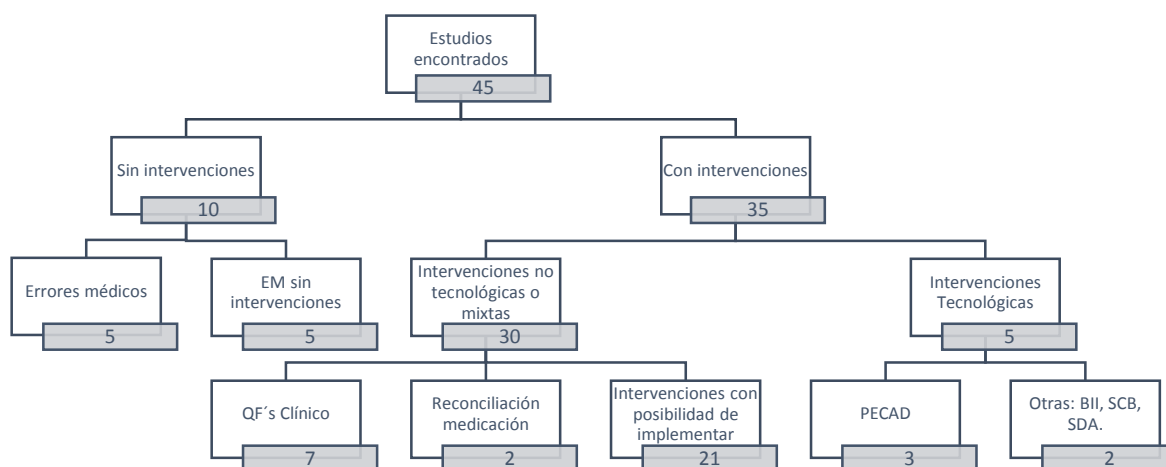 Estudios
encontrados
45
Sin intervenciones
10
Con intervenciones
35
Errores médicos
5
EM sin
intervenciones
5
Intervenciones no
tecnológicas o
mixtas
30
Intervenciones
Tecnológicas
5
QF´s Clínico
7
Reconciliación
medicación
2
Intervenciones con
posibilidad de
implementar
21
PECAD
3
Otras: BII, SCB,
SDA.
2